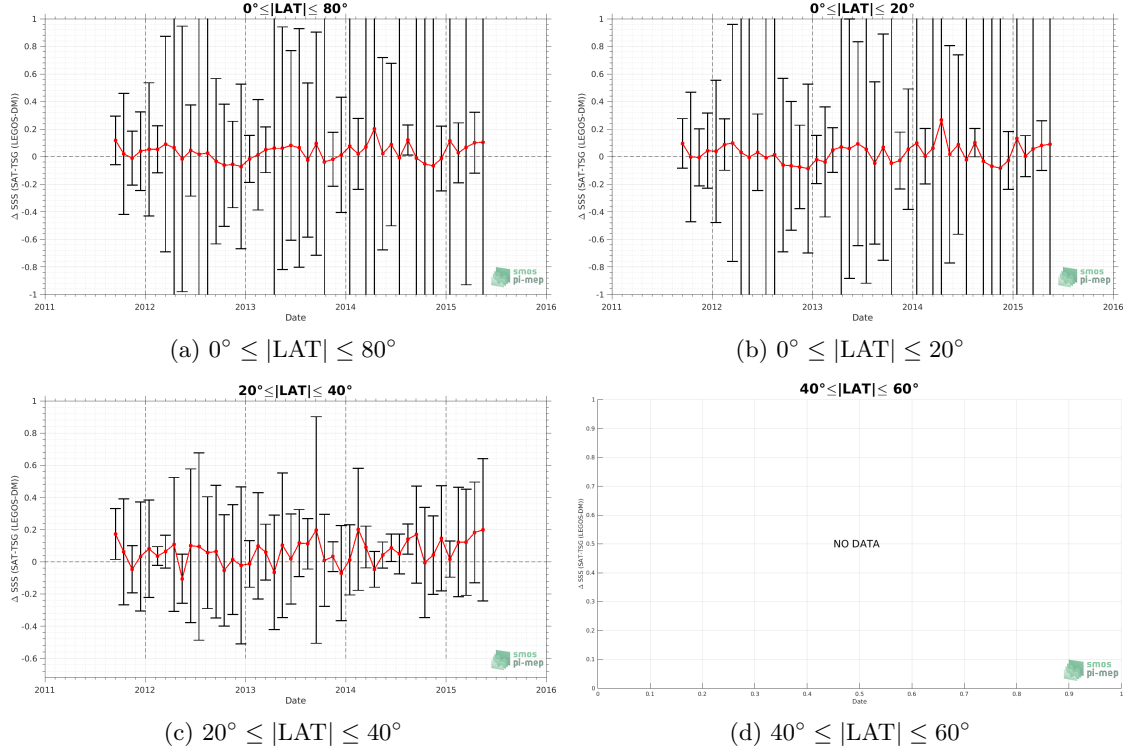 0°≤|LAT|≤ 80°
1
0.8
0.6
0.4
0.2
0
-0.2
-0.4
-0.6
-0.8
-1
Δ SSS (SAT-TSG (LEGOS-DM))
2011 2012 2013 2014 2015 2016
Date
smos
pi-mep
(a) 0° ≤ |LAT| ≤ 80°
0°≤|LAT|≤ 20°
1
0.8
0.6
0.4
0.2
0
-0.2
-0.4
-0.6
-0.8
-1
Δ SSS (SAT-TSG (LEGOS-DM))
2011 2012 2013 2014 2015 2016
Date
smos
pi-mep
(b) 0° ≤ |LAT| ≤ 20°
20°≤|LAT|≤ 40°
1
0.8
0.6
0.4
0.2
0
-0.2
-0.4
-0.6
Δ SSS (SAT-TSG (LEGOS-DM))
2011 2012 2013 2014 2015 2016
Date
smos
pi-mep
(c) 20° ≤ |LAT| ≤ 40°
40°≤|LAT|≤ 60°
1
0.9
0.8
0.7
0.6
0.5
0.4
0.3
0.2
0.1
0
Δ SSS (SAT-TSG (LEGOS-DM))
NO DATA
0 0.1 0.2 0.3 0.4 0.5 0.6 0.7 0.8 0.9 1
Date
smos
pi-mep
(d) 40° ≤ |LAT| ≤ 60°